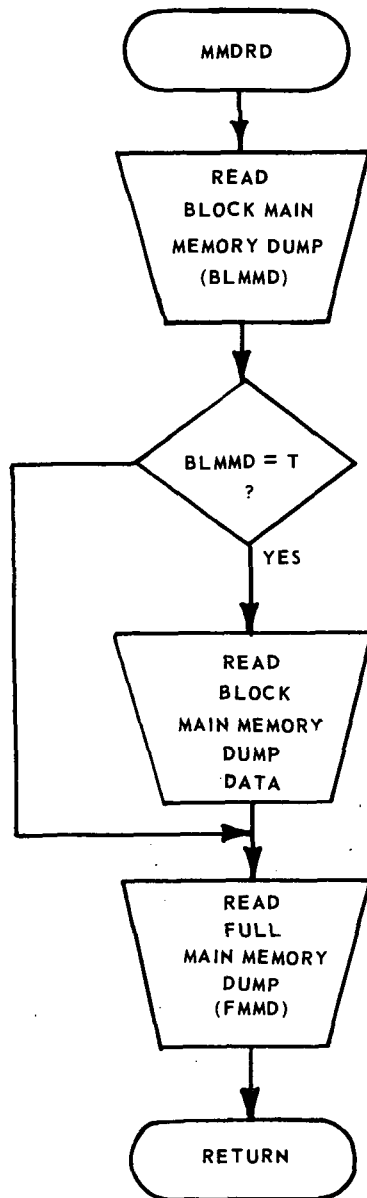 MMDRD
READ
BLOCK MAIN
MEMORY DUMP
(BLMMD)
BLMMD = T
?
YES
READ
BLOCK
MAIN MEMORY
DUMP
DATA
READ
FULL
MAIN MEMORY
DUMP
(FMMD)
RETURN